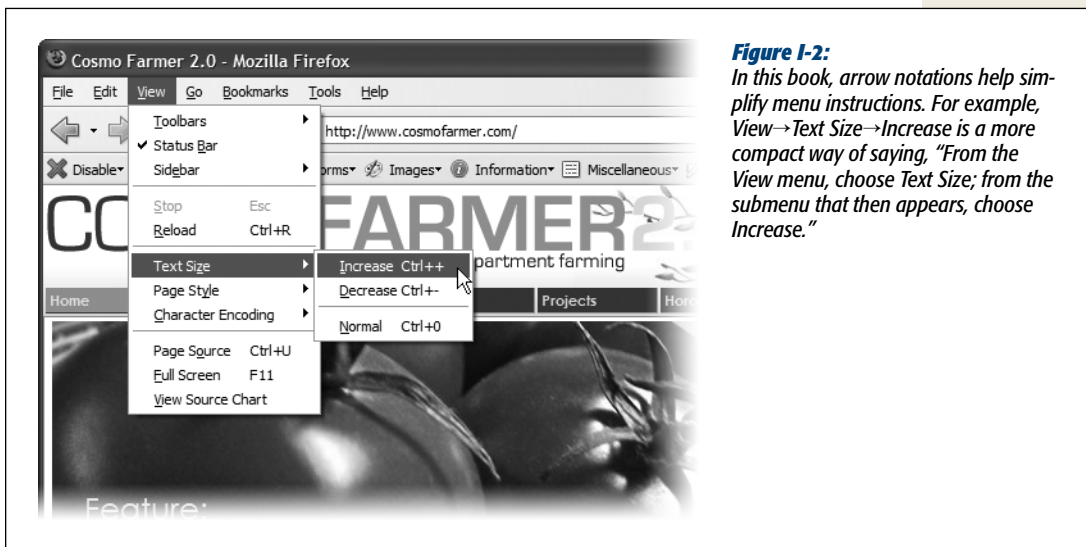 Cosmo Farmer 2.0 - Mozilla Firefox
File Edit View Go Bookmarks Tools Help
Toolbars
Status Bar
Sidebar
Stop Esc
Reload Ctrl+R
Text Size
Page Style
Character Encoding
Page Source Ctrl+U
Full Screen F11
View Source Chart
Increase Ctrl++
Decrease Ctrl+-
Normal Ctrl+0
http://www.cosmofarmer.com/
Disable Images Information Miscellaneous
CO FARMER 2
partment farming
Home Projects
Feature:
Figure I-2:
In this book, arrow notations help sim-
plify menu instructions. For example,
View→Text Size→Increase is a more
compact way of saying, “From the
View menu, choose Text Size; from the
submenu that then appears, choose
Increase.”